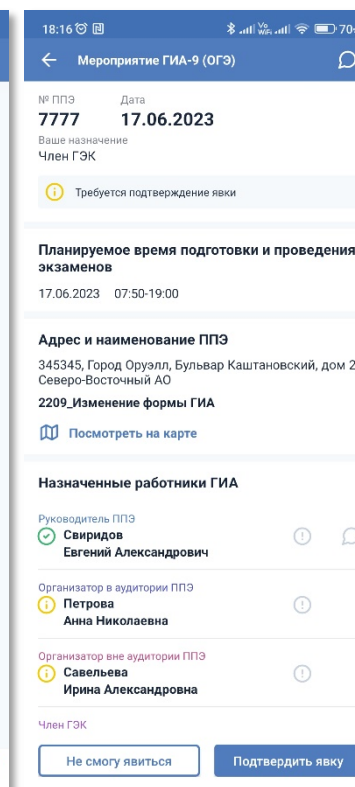 18:16 Vo WiFi 70
Мероприятие ГИА-9 (ОГЭ)
№ ППЭ Дата
7777 17.06.2023
Ваше назначение
Член ГЭК
Требуется подтверждение явки
Планируемое время подготовки и проведения
экзаменов
17.06.2023 07:50-19:00
Адрес и наименование ППЭ
345345, Город Оруэлл, Бульвар Каштановский, дом 2
Северо-Восточный АО
2209_Изменение формы ГИА
Посмотреть на карте
Назначенные работники ГИА
Руководитель ППЭ
Свиридов
Евгений Александрович
Организатор в аудитории ППЭ
Петрова
Анна Николаевна
Организатор вне аудитории ППЭ
Савельева
Ирина Александровна
Член ГЭК
Не смогу явиться Подтвердить явку